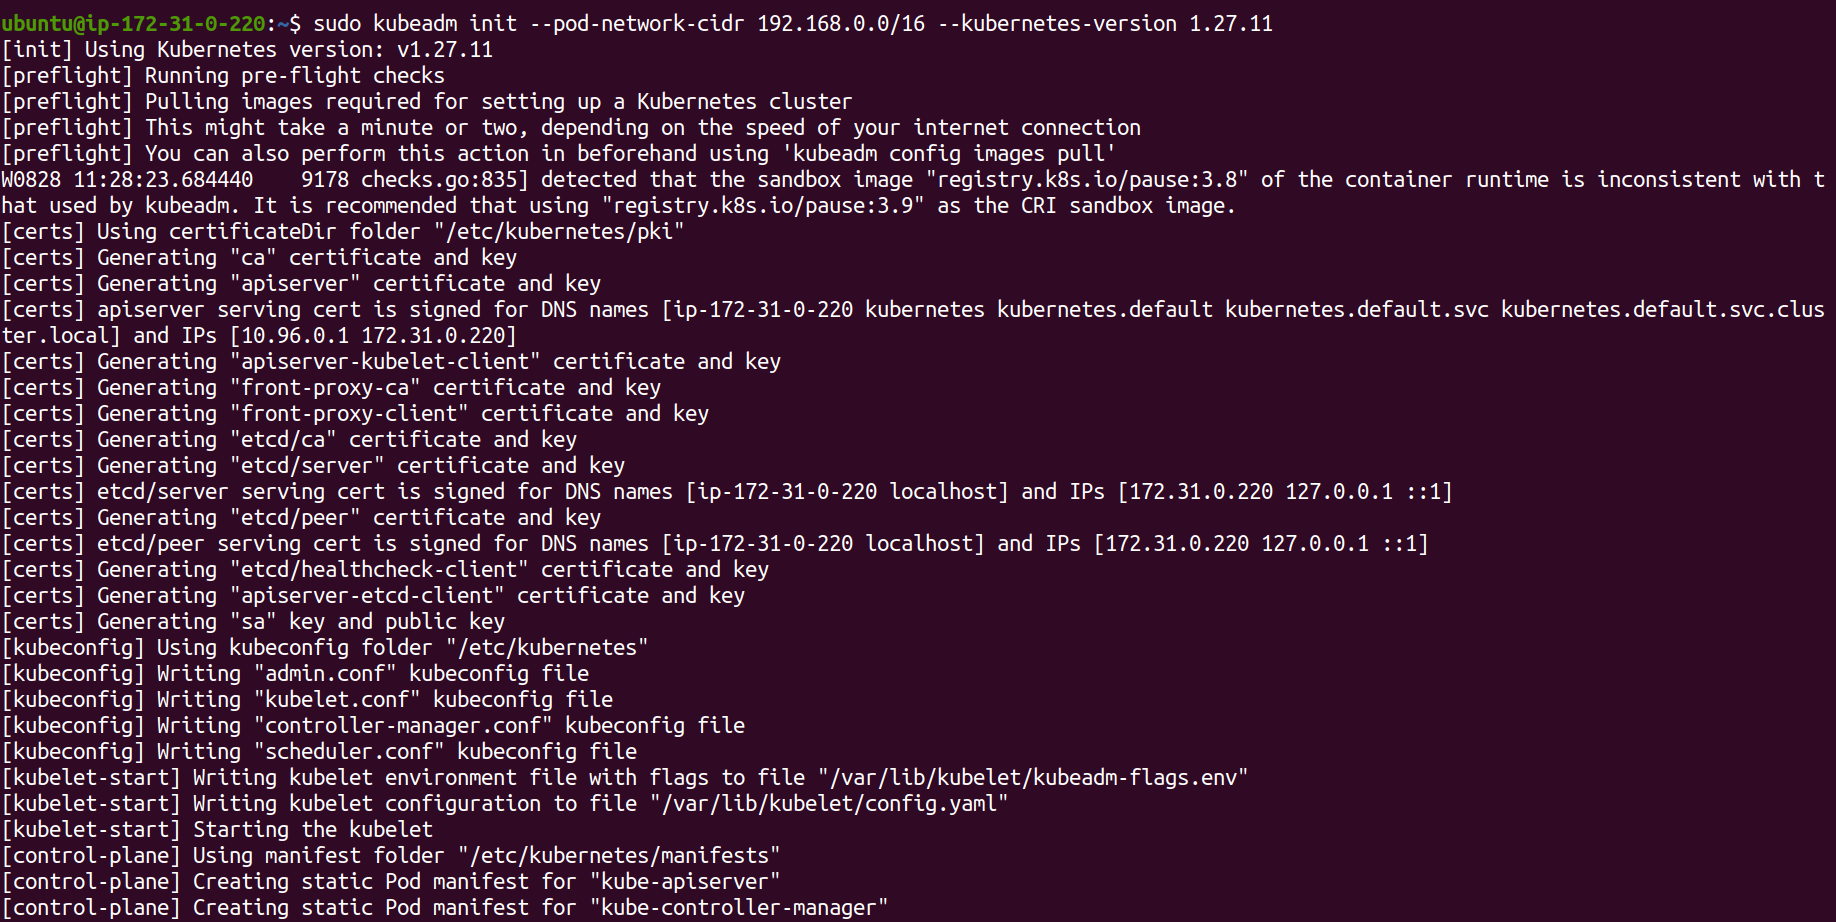 ubuntu@ip-172-31-0-220:~$ sudo kubeadm init --pod-network-cidr 192.168.0.0/16 --kubernetes-version 1.27.11
[init] Using Kubernetes version: v1.27.11
[preflight] Running pre-flight checks
[preflight] Pulling images required for setting up a Kubernetes cluster
[preflight] This might take a minute or two, depending on the speed of your internet connection
[preflight] You can also perform this action in beforehand using 'kubeadm config images pull'
W0828 11:28:23.684440    9178 checks.go:835] detected that the sandbox image "registry.k8s.io/pause:3.8" of the container runtime is inconsistent with t
hat used by kubeadm. It is recommended that using "registry.k8s.io/pause:3.9" as the CRI sandbox image.
[certs] Using certificateDir folder "/etc/kubernetes/pki"
[certs] Generating "ca" certificate and key
[certs] Generating "apiserver" certificate and key
[certs] apiserver serving cert is signed for DNS names [ip-172-31-0-220 kubernetes kubernetes.default kubernetes.default.svc kubernetes.default.svc.clus
ter.local] and IPs [10.96.0.1 172.31.0.220]
[certs] Generating "apiserver-kubelet-client" certificate and key
[certs] Generating "front-proxy-ca" certificate and key
[certs] Generating "front-proxy-client" certificate and key
[certs] Generating "etcd/ca" certificate and key
[certs] Generating "etcd/server" certificate and key
[certs] etcd/server serving cert is signed for DNS names [ip-172-31-0-220 localhost] and IPs [172.31.0.220 127.0.0.1 ::1]
[certs] Generating "etcd/peer" certificate and key
[certs] etcd/peer serving cert is signed for DNS names [ip-172-31-0-220 localhost] and IPs [172.31.0.220 127.0.0.1 ::1]
[certs] Generating "etcd/healthcheck-client" certificate and key
[certs] Generating "apiserver-etcd-client" certificate and key
[certs] Generating "sa" key and public key
[kubeconfig] Using kubeconfig folder "/etc/kubernetes"
[kubeconfig] Writing "admin.conf" kubeconfig file
[kubeconfig] Writing "kubelet.conf" kubeconfig file
[kubeconfig] Writing "controller-manager.conf" kubeconfig file
[kubeconfig] Writing "scheduler.conf" kubeconfig file
[kubelet-start] Writing kubelet environment file with flags to file "/var/lib/kubelet/kubeadm-flags.env"
[kubelet-start] Writing kubelet configuration to file "/var/lib/kubelet/config.yaml"
[kubelet-start] Starting the kubelet
[control-plane] Using manifest folder "/etc/kubernetes/manifests"
[control-plane] Creating static Pod manifest for "kube-apiserver"
[control-plane] Creating static Pod manifest for "kube-controller-manager"